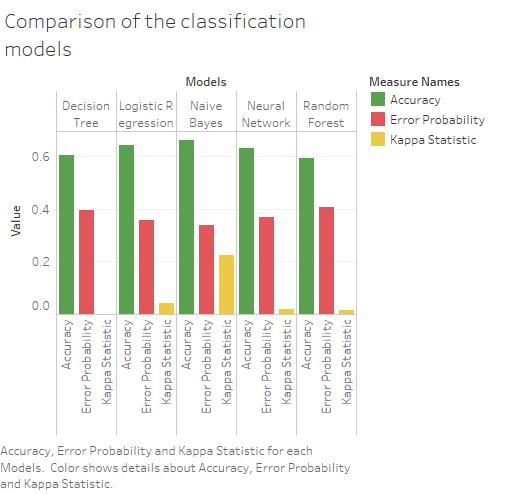 Comparison of the classification
models
Models
Measure Names
Decision
Tree
Logistic R
egression
Naive
Bayes
Neural
Network
Random
Forest
Accuracy
Error Probability
Kappa Statistic
Value
0.6
0.4
0.2
0.0
Accuracy
Error Probability
Kappa Statistic
Accuracy
Error Probability
Kappa Statistic
Accuracy
Error Probability
Kappa Statistic
Accuracy
Error Probability
Kappa Statistic
Accuracy
Error Probability
Kappa Statistic
Accuracy, Error Probability and Kappa Statistic for each
Models. Color shows details about Accuracy, Error Probability
and Kappa Statistic.